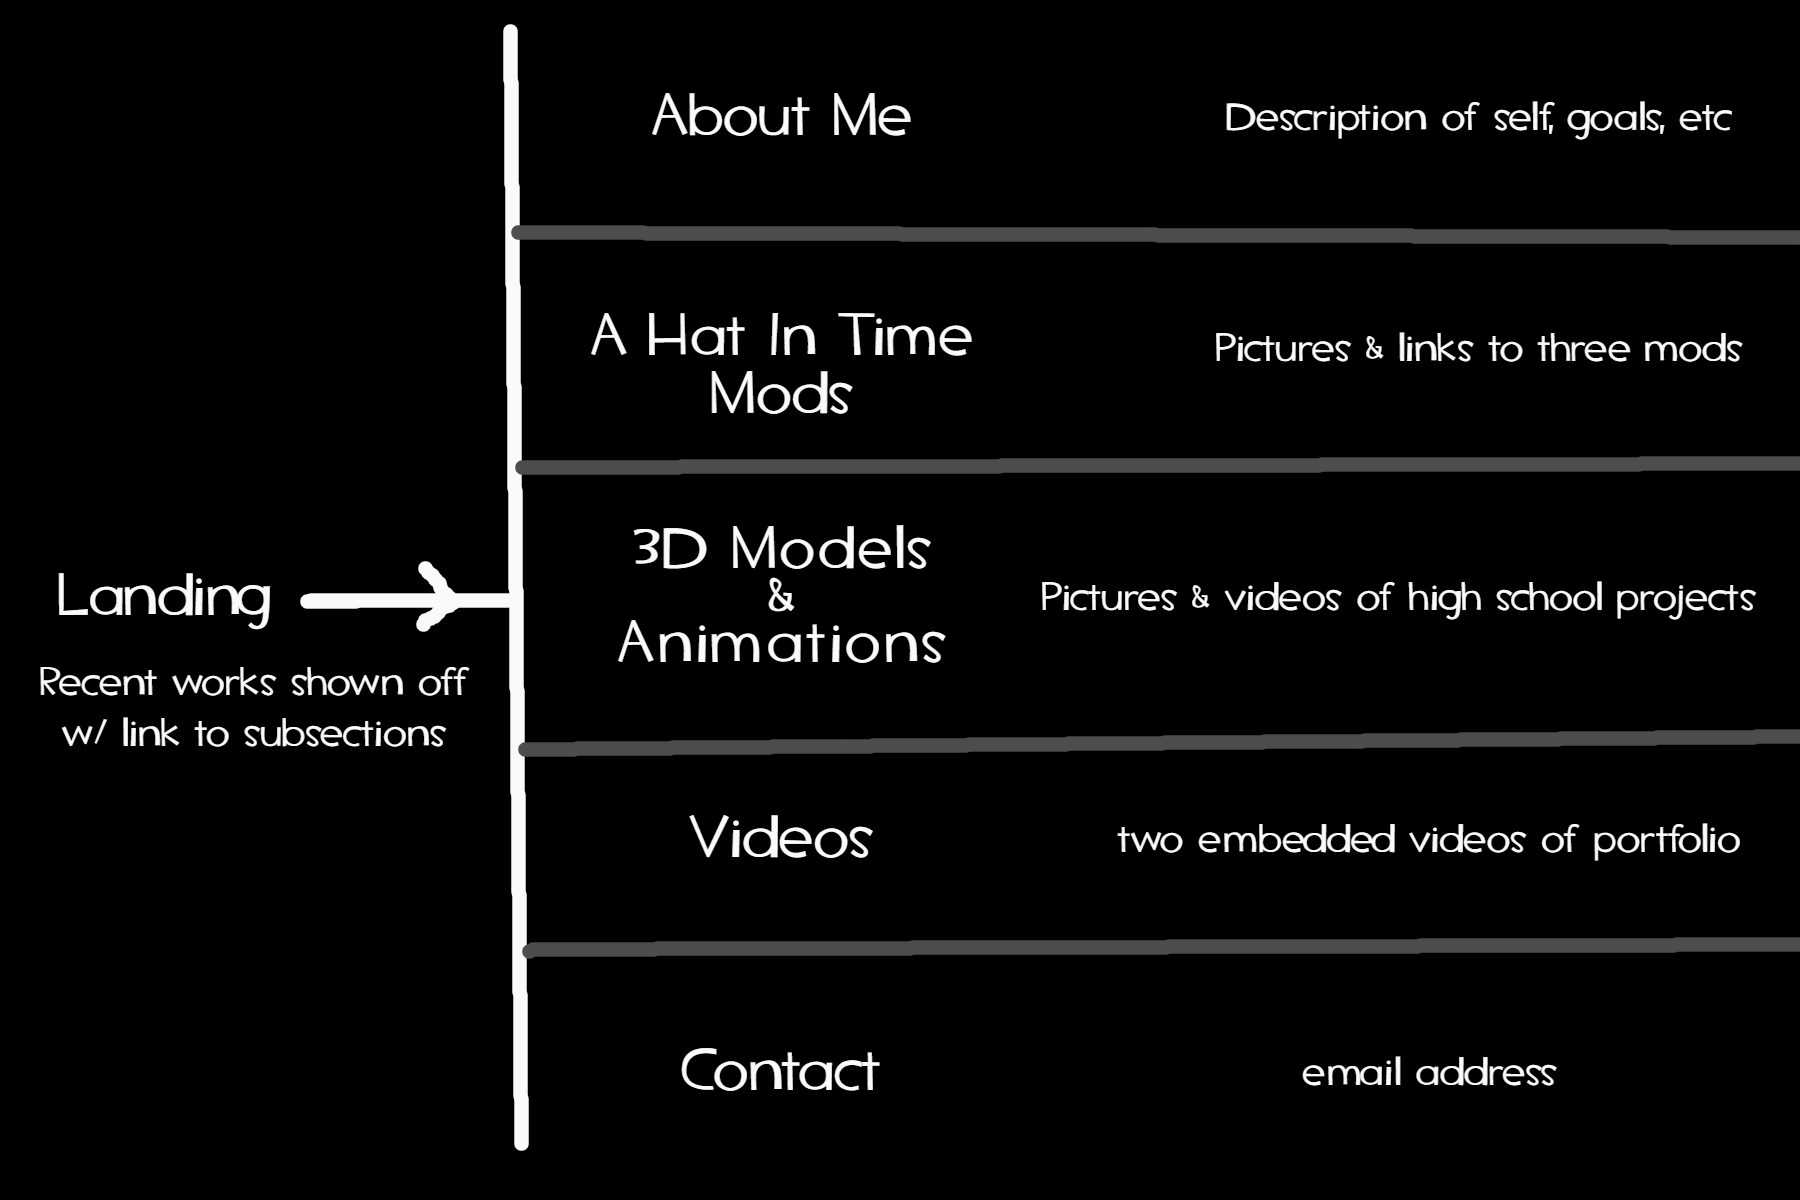 Landing
Recent works shown off
w/ link to subsections
About Me
Description of self, goals, etc
A Hat In Time
Mods
Pictures & links to three mods
3D Models
&
Animations
Pictures & videos of high school projects
Videos
two embedded videos of portfolio
Contact
email address